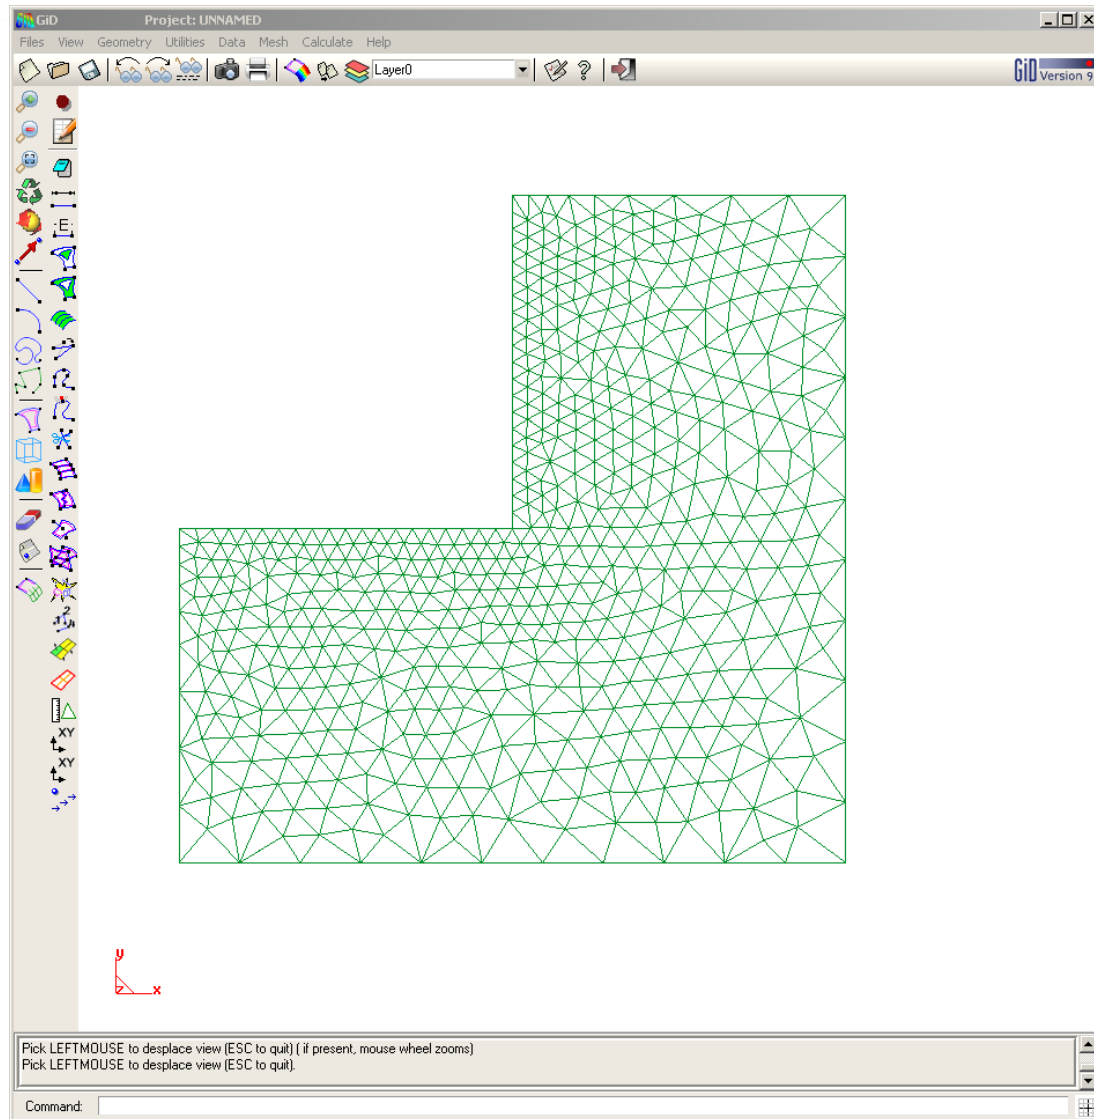 GiD Project: UNNAMED
Files View Geometry Utilities Data Mesh Calculate Help
Layer0
GiD Version 9
E
2
XY
XY
y
z x
Pick LEFTMOUSE to desplace view (ESC to quit) ( if present, mouse wheel zooms)
Pick LEFTMOUSE to desplace view (ESC to quit).
Command: